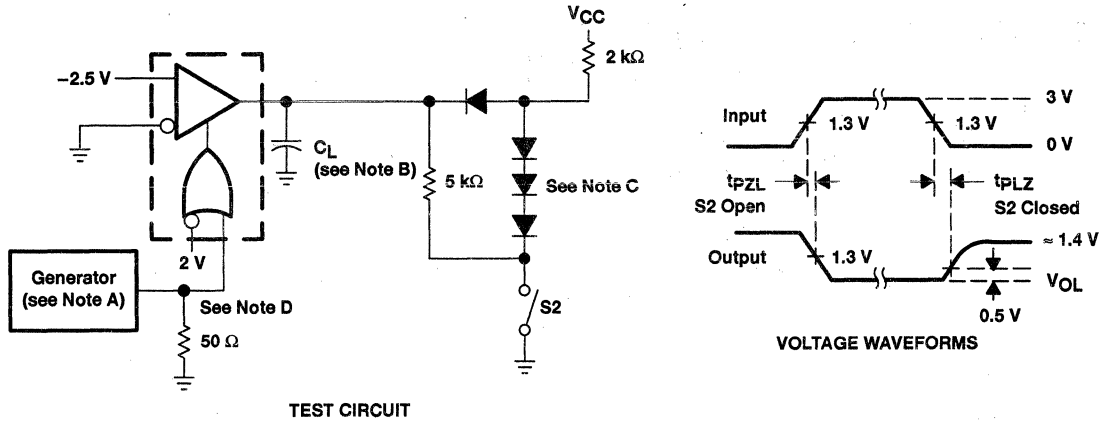 VCC
2 kΩ
−2.5 V
CL
(see Note B)
5 kΩ
See Note C
2 V
Generator
(see Note A)
See Note D
50 Ω
S2
TEST CIRCUIT
Input
1.3 V
1.3 V
3 V
0 V
tPZL
S2 Open
tPLZ
S2 Closed
Output
1.3 V
≈ 1.4 V
VOL
0.5 V
VOLTAGE WAVEFORMS